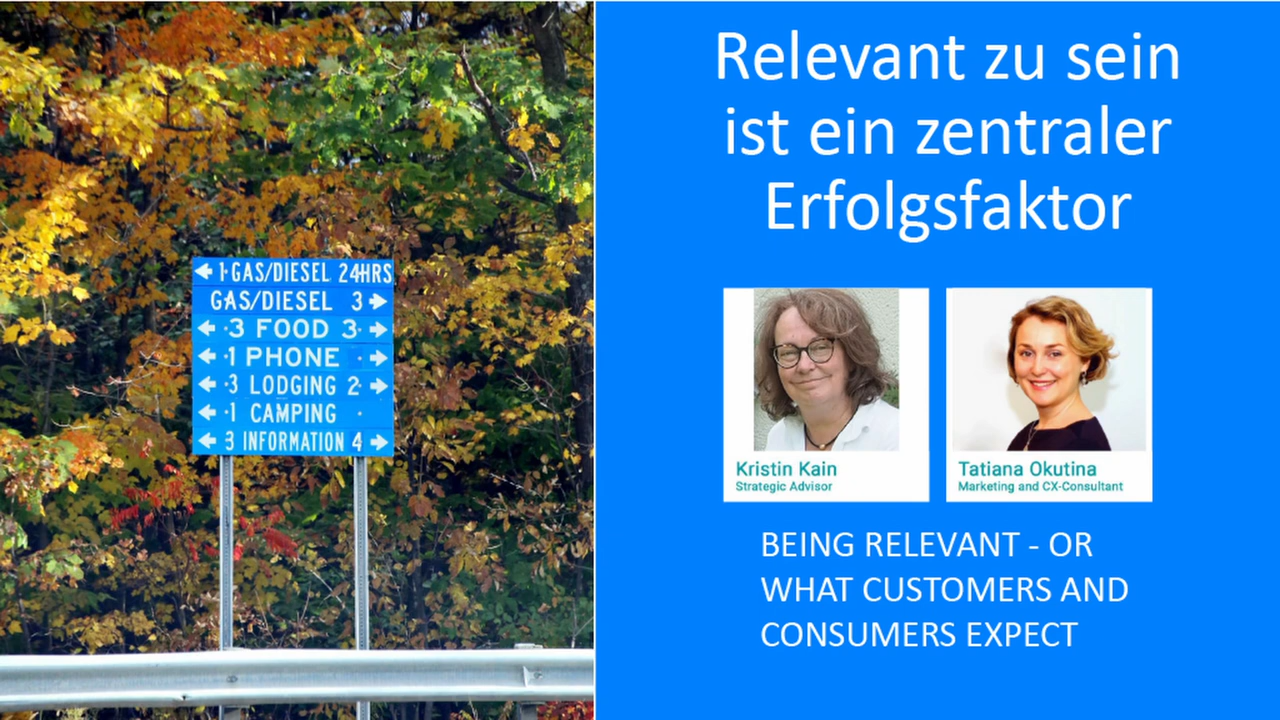 ← 1 GAS/DIESEL 24HRS
GAS/DIESEL 3 →
← 3 FOOD 3 →
← 1 PHONE →
← 3 LODGING 2 →
← 1 CAMPING
← 3 INFORMATION 4 →
Relevant zu sein
ist ein zentraler
Erfolgsfaktor
Kristin Kain
Strategic Advisor
Tatiana Okutina
Marketing and CX-Consultant
BEING RELEVANT - OR
WHAT CUSTOMERS AND
CONSUMERS EXPECT